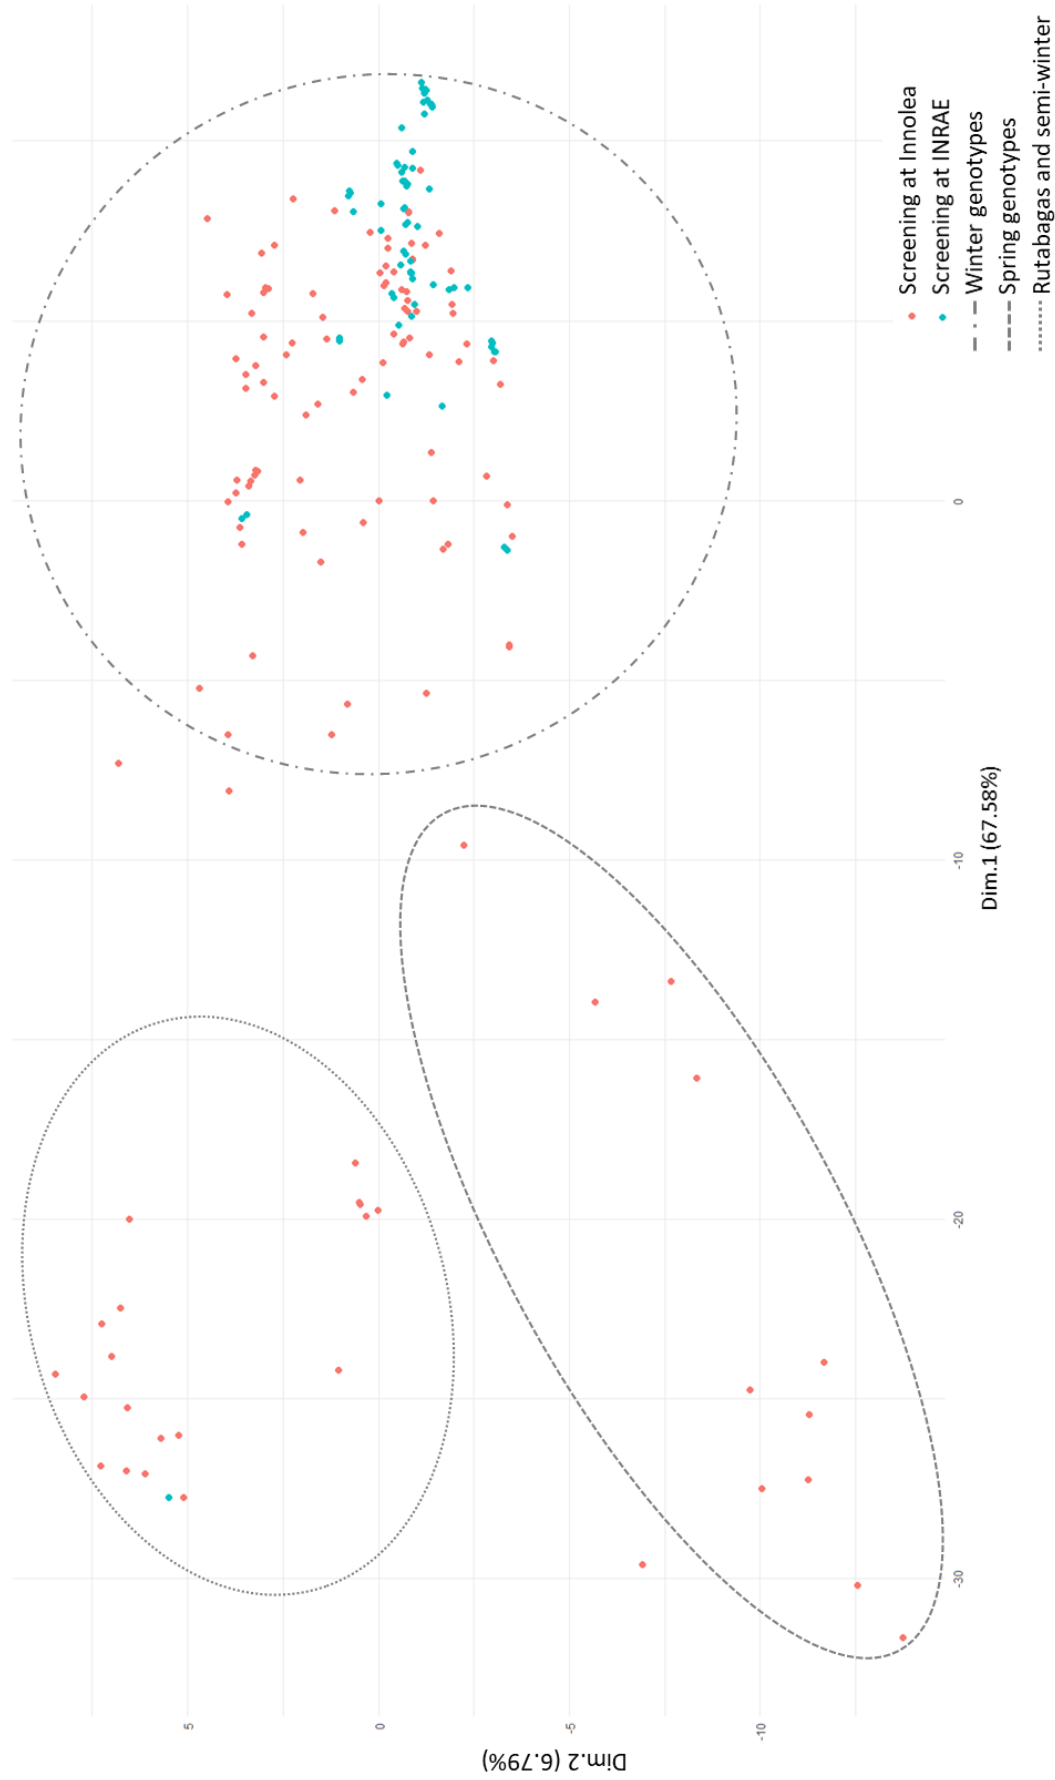 Screening at Innolea
Screening at INRAE
Winter genotypes
Spring genotypes
Rutabagas and semi-winter
5
0
-5
-10
Dim.2 (6.79%)
-30
-20
-10
0
Dim.1 (67.58%)